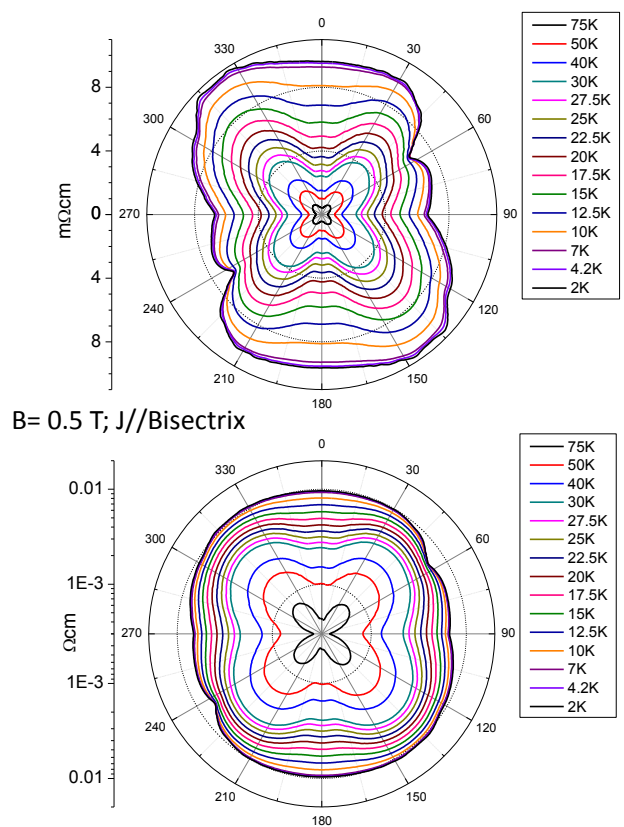 0
330
30
300
60
270
90
240
120
210
150
180
8
4
0
4
8
mΩcm
75K
50K
40K
30K
27.5K
25K
22.5K
20K
17.5K
15K
12.5K
10K
7K
4.2K
2K
B= 0.5 T; J//Bisectrix
0
330
30
300
60
270
90
240
120
210
150
180
0.01
1E-3
1E-3
0.01
Ωcm
75K
50K
40K
30K
27.5K
25K
22.5K
20K
17.5K
15K
12.5K
10K
7K
4.2K
2K